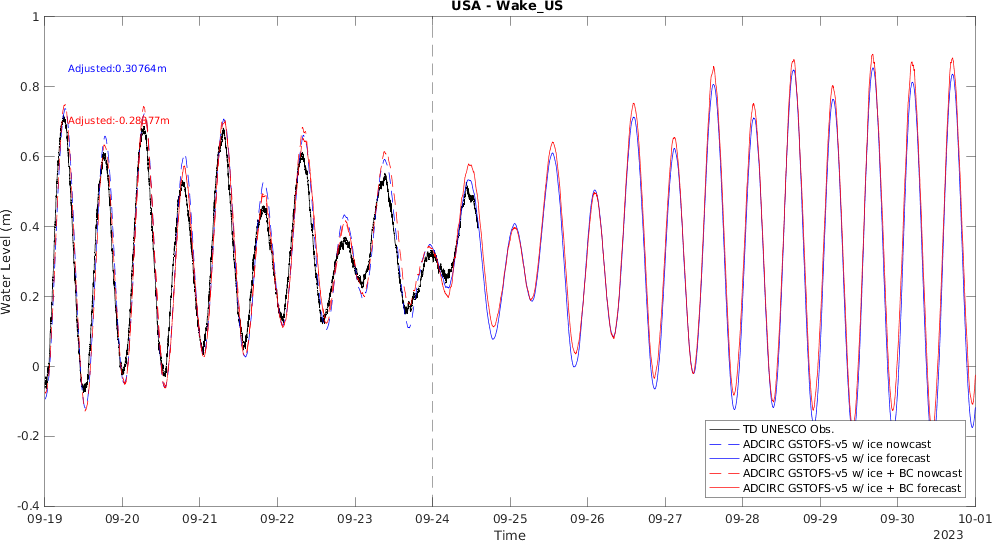 USA - Wake_US
Adjusted:0.30764m
Water Level (m)
1
0.8
0.6
0.4
0.2
0
-0.2
-0.4
09-19
09-20
09-21
09-22
09-23
09-24
09-25
09-26
09-27
09-28
09-29
09-30
10-01
Time
2023
TD UNESCO Obs.
ADCIRC GSTOFS-v5 w/ ice nowcast
ADCIRC GSTOFS-v5 w/ ice forecast
ADCIRC GSTOFS-v5 w/ ice + BC nowcast
ADCIRC GSTOFS-v5 w/ ice + BC forecast